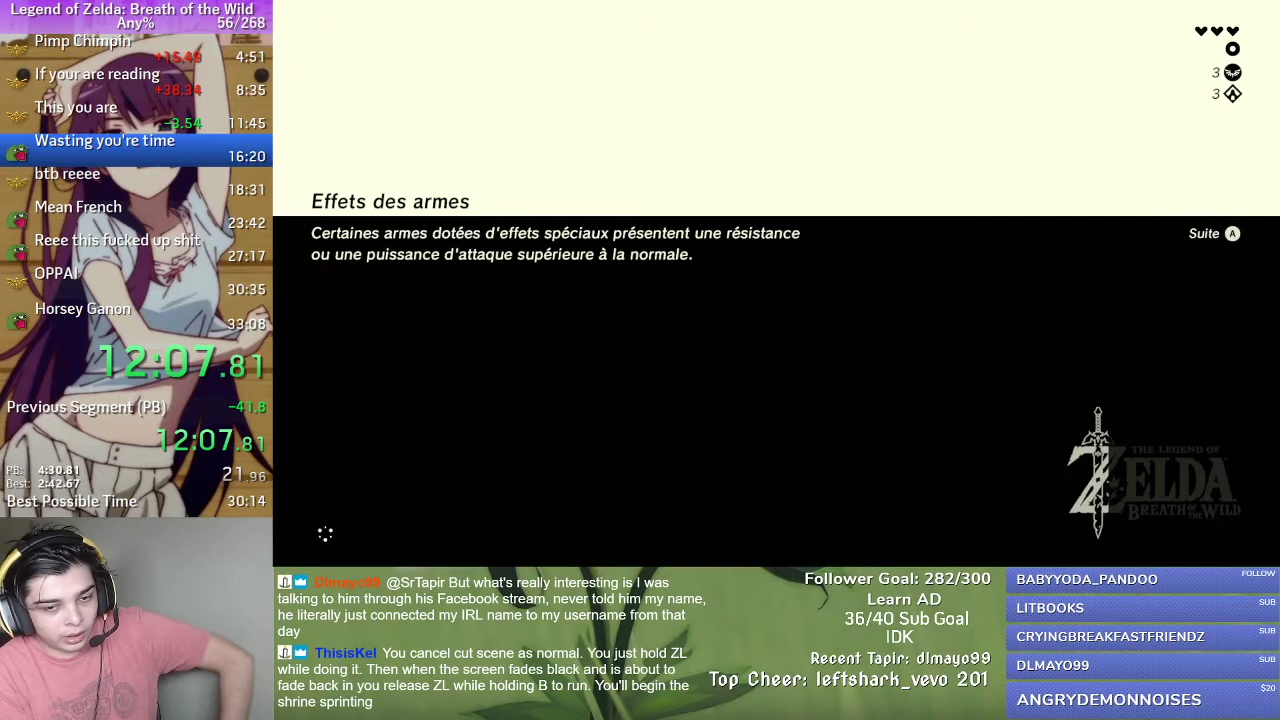 Legend of Zelda: Breath of the Wild
Any% 56/268
Pimp Chimpin +15.49 4:51
If your are reading +38.34 8:35
This you are -3.54 11:45
Wasting you're time 16:20
btb reeee 18:31
Mean French 23:42
Reee this fucked up shit 27:17
OPPAI 30:35
Horsey Ganon 33:08
12:07.81
Previous Segment (PB) -41.8
12:07.81
PB: 4:30.81
Best: 2:42.67
21.96
Best Possible Time 30:14
3
3
Effets des armes
Certaines armes dotées d'effets spéciaux présentent une résistance
ou une puissance d'attaque supérieure à la normale.
Suite A
THE LEGEND OF
ZELDA
BREATH OF THE WILD
Dlmayo99 @SrTapir But what's really interesting is I was
talking to him through his Facebook stream, never told him my name,
he literally just connected my IRL name to my username from that
day
ThisisKel You cancel cut scene as normal. You just hold ZL
while doing it. Then when the screen fades black and is about to
fade back in you release ZL while holding B to run. You'll begin the
shrine sprinting
Follower Goal: 282/300
Learn AD
36/40 Sub Goal
IDK
Recent Tapir: dlmayo99
Top Cheer: leftshark_vevo 201
BABYYODA_PANDOO FOLLOW
LITBOOKS SUB
CRYINGBREAKFASTFRIENDZ SUB
DLMAYO99 SUB
ANGRYDEMONNOISES $20